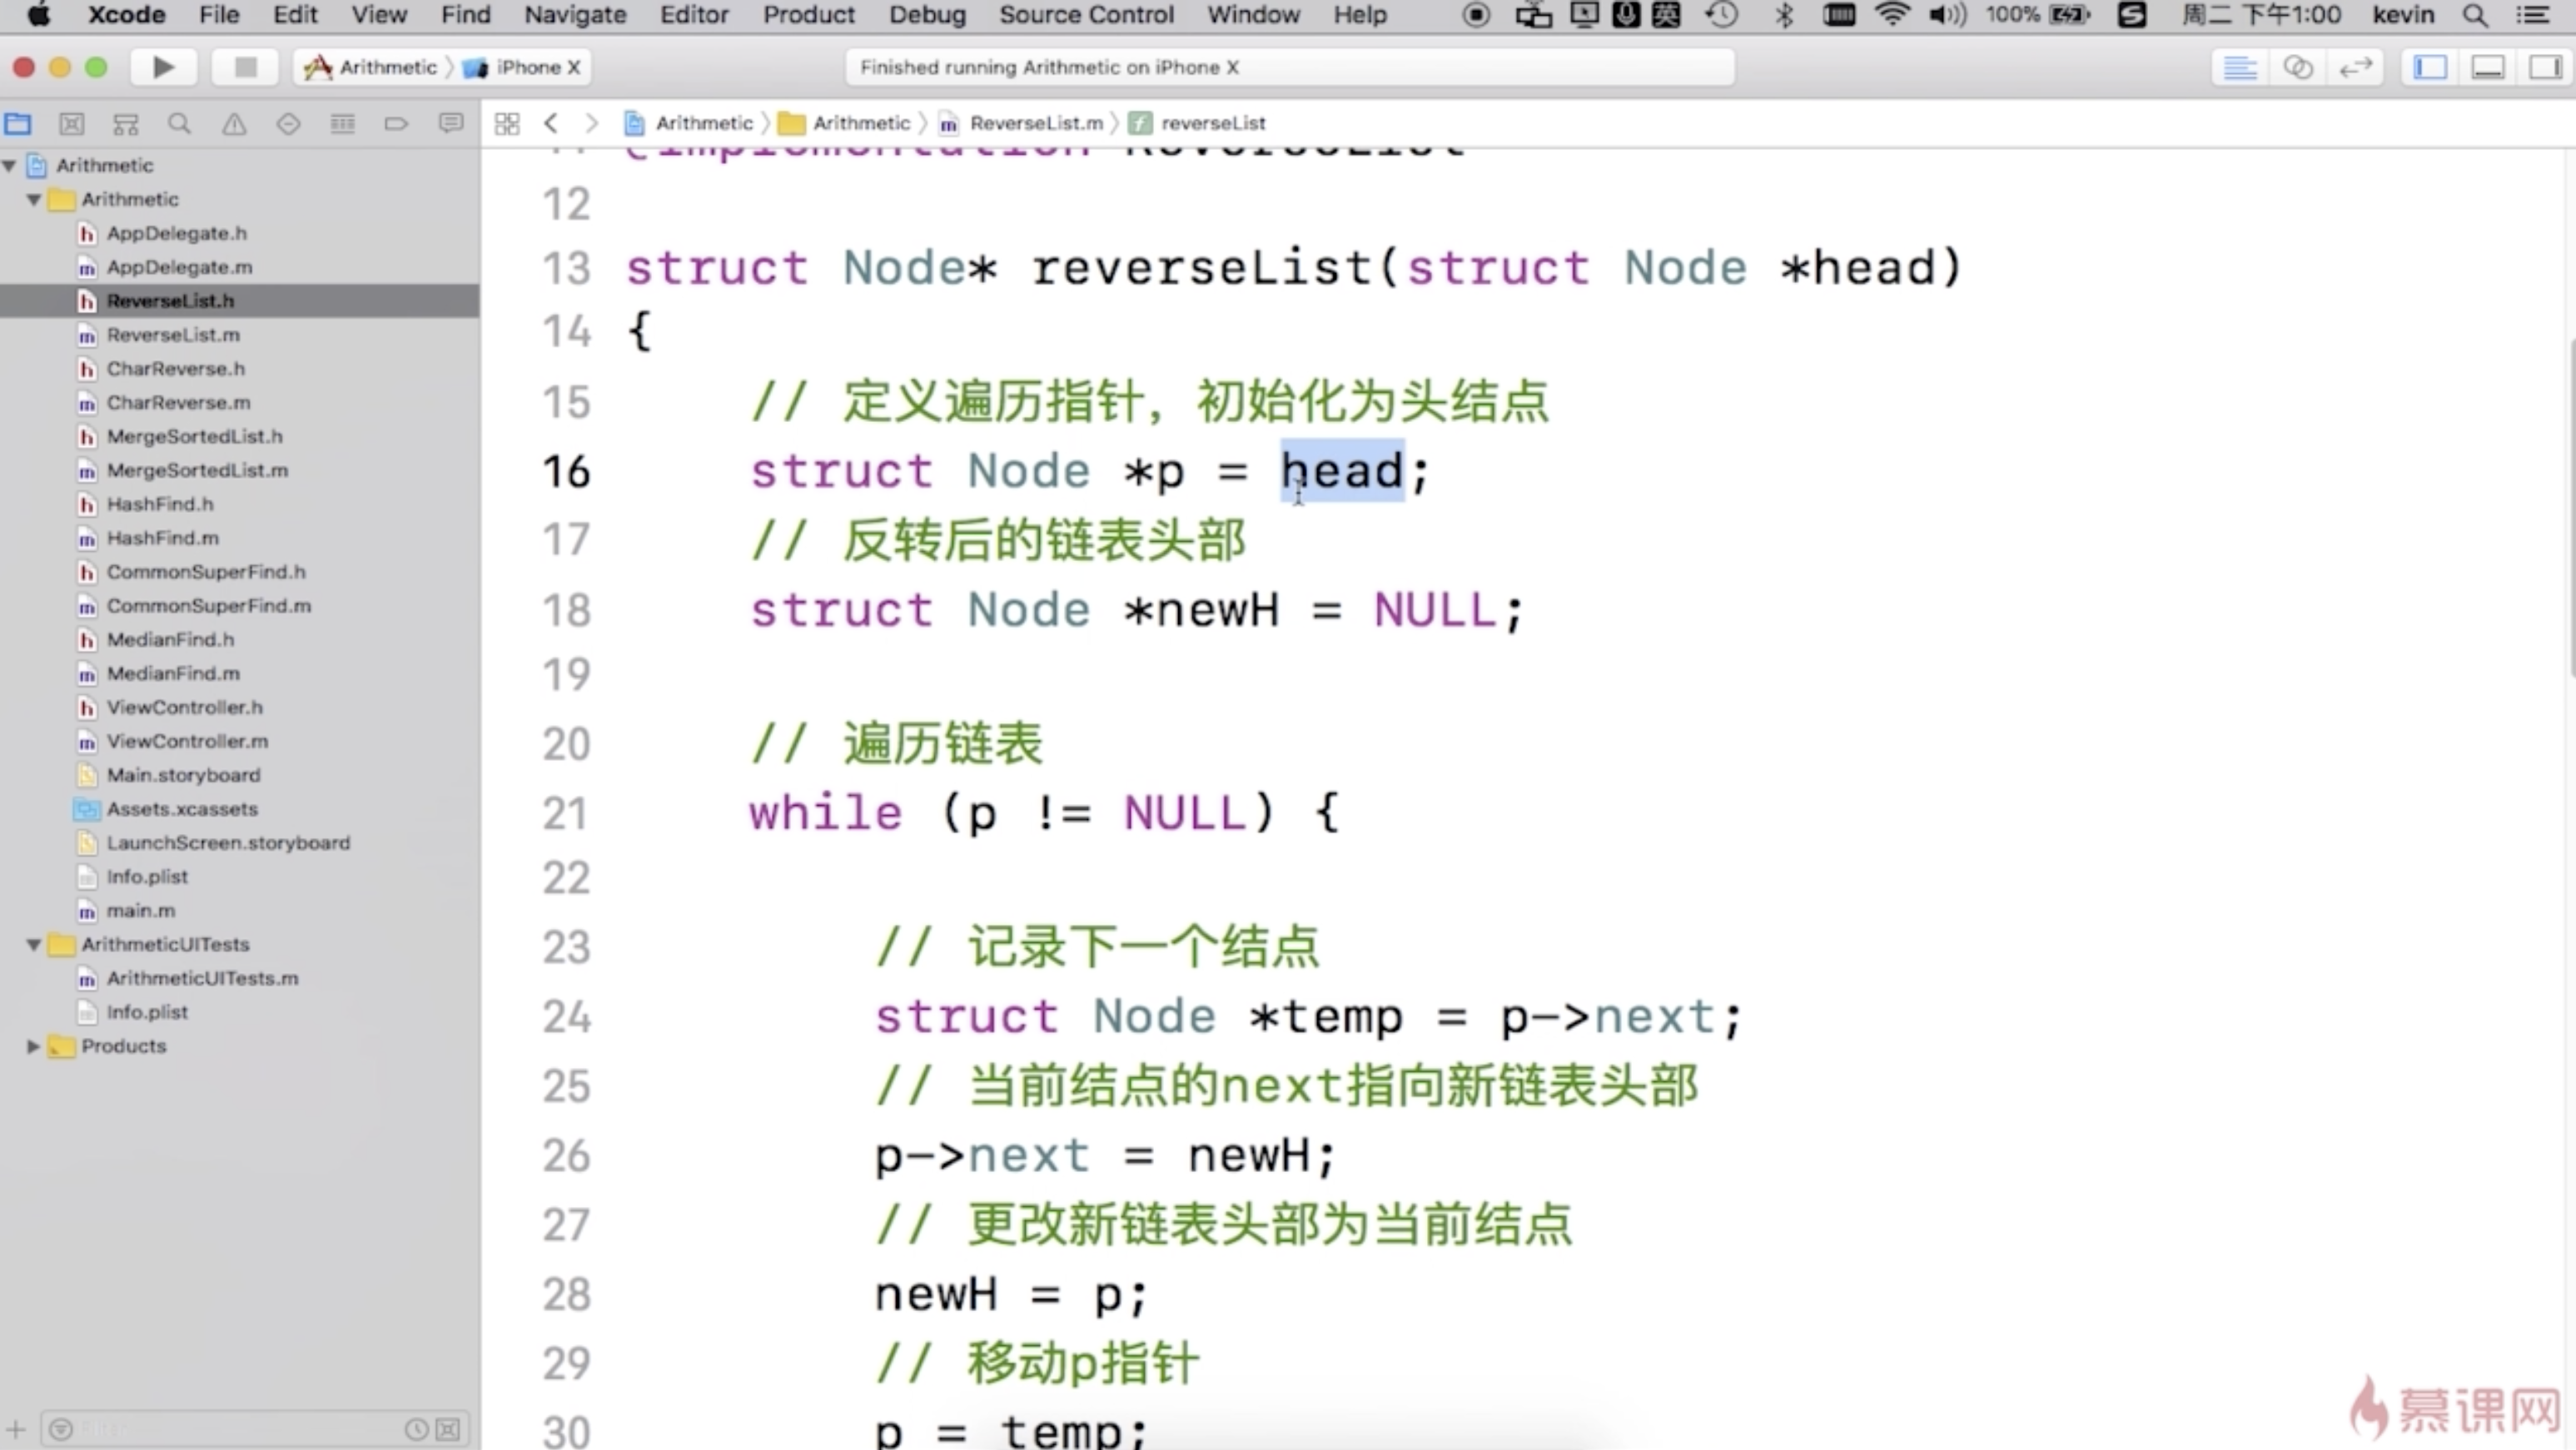 Xcode File Edit View Find Navigate Editor Product Debug Source Control Window Help 英 100% 周二 下午1:00 kevin
Arithmetic iPhone X Finished running Arithmetic on iPhone X
Arithmetic Arithmetic ReverseList.m reverseList
Arithmetic
Arithmetic
AppDelegate.h
AppDelegate.m
ReverseList.h
ReverseList.m
CharReverse.h
CharReverse.m
MergeSortedList.h
MergeSortedList.m
HashFind.h
HashFind.m
CommonSuperFind.h
CommonSuperFind.m
MedianFind.h
MedianFind.m
ViewController.h
ViewController.m
Main.storyboard
Assets.xcassets
LaunchScreen.storyboard
Info.plist
main.m
ArithmeticUITests
ArithmeticUITests.m
Info.plist
Products
11 @implementation ReverseList
12
13 struct Node* reverseList(struct Node *head)
14 {
15 // 定义遍历指针，初始化为头结点
16 struct Node *p = head;
17 // 反转后的链表头部
18 struct Node *newH = NULL;
19
20 // 遍历链表
21 while (p != NULL) {
22
23 // 记录下一个结点
24 struct Node *temp = p->next;
25 // 当前结点的next指向新链表头部
26 p->next = newH;
27 // 更改新链表头部为当前结点
28 newH = p;
29 // 移动p指针
30 p = temp;
慕课网